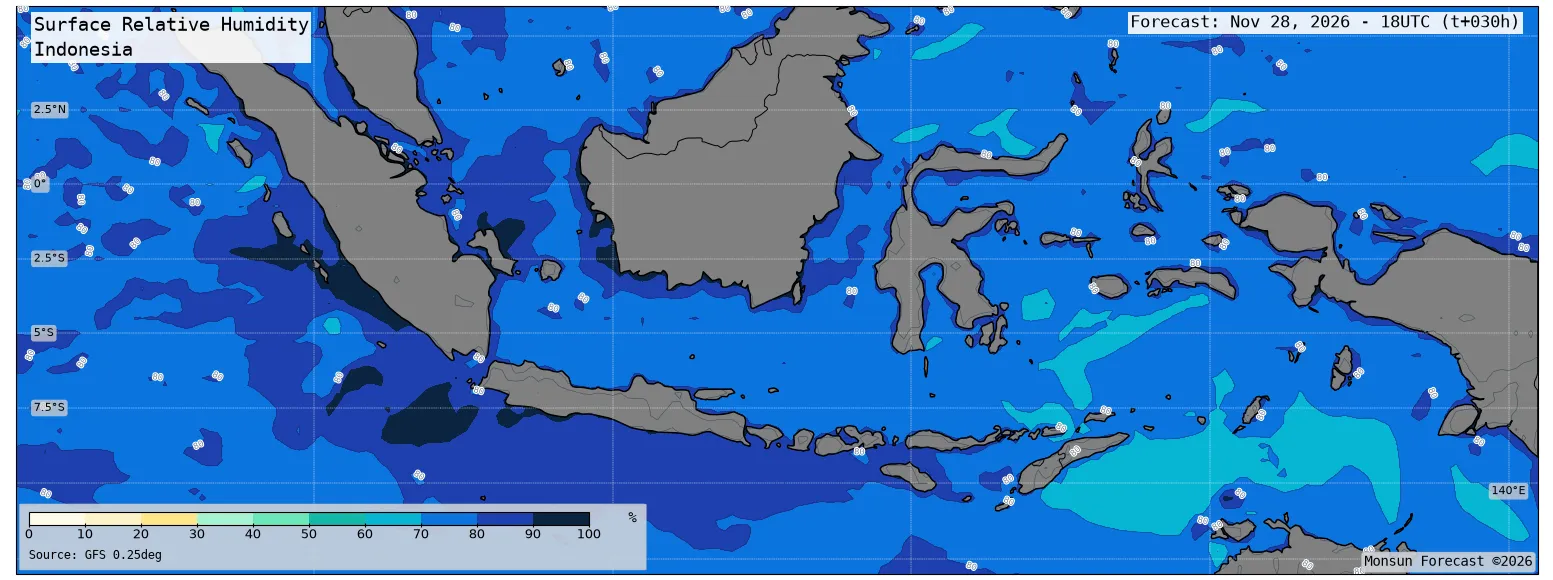 Surface Relative Humidity
Indonesia
Forecast: Nov 28, 2026 - 18UTC (t+030h)
2.5°N
0°
2.5°S
5°S
7.5°S
140°E
0 10 20 30 40 50 60 70 80 90 100
%
Source: GFS 0.25deg
Monsun Forecast ©2026